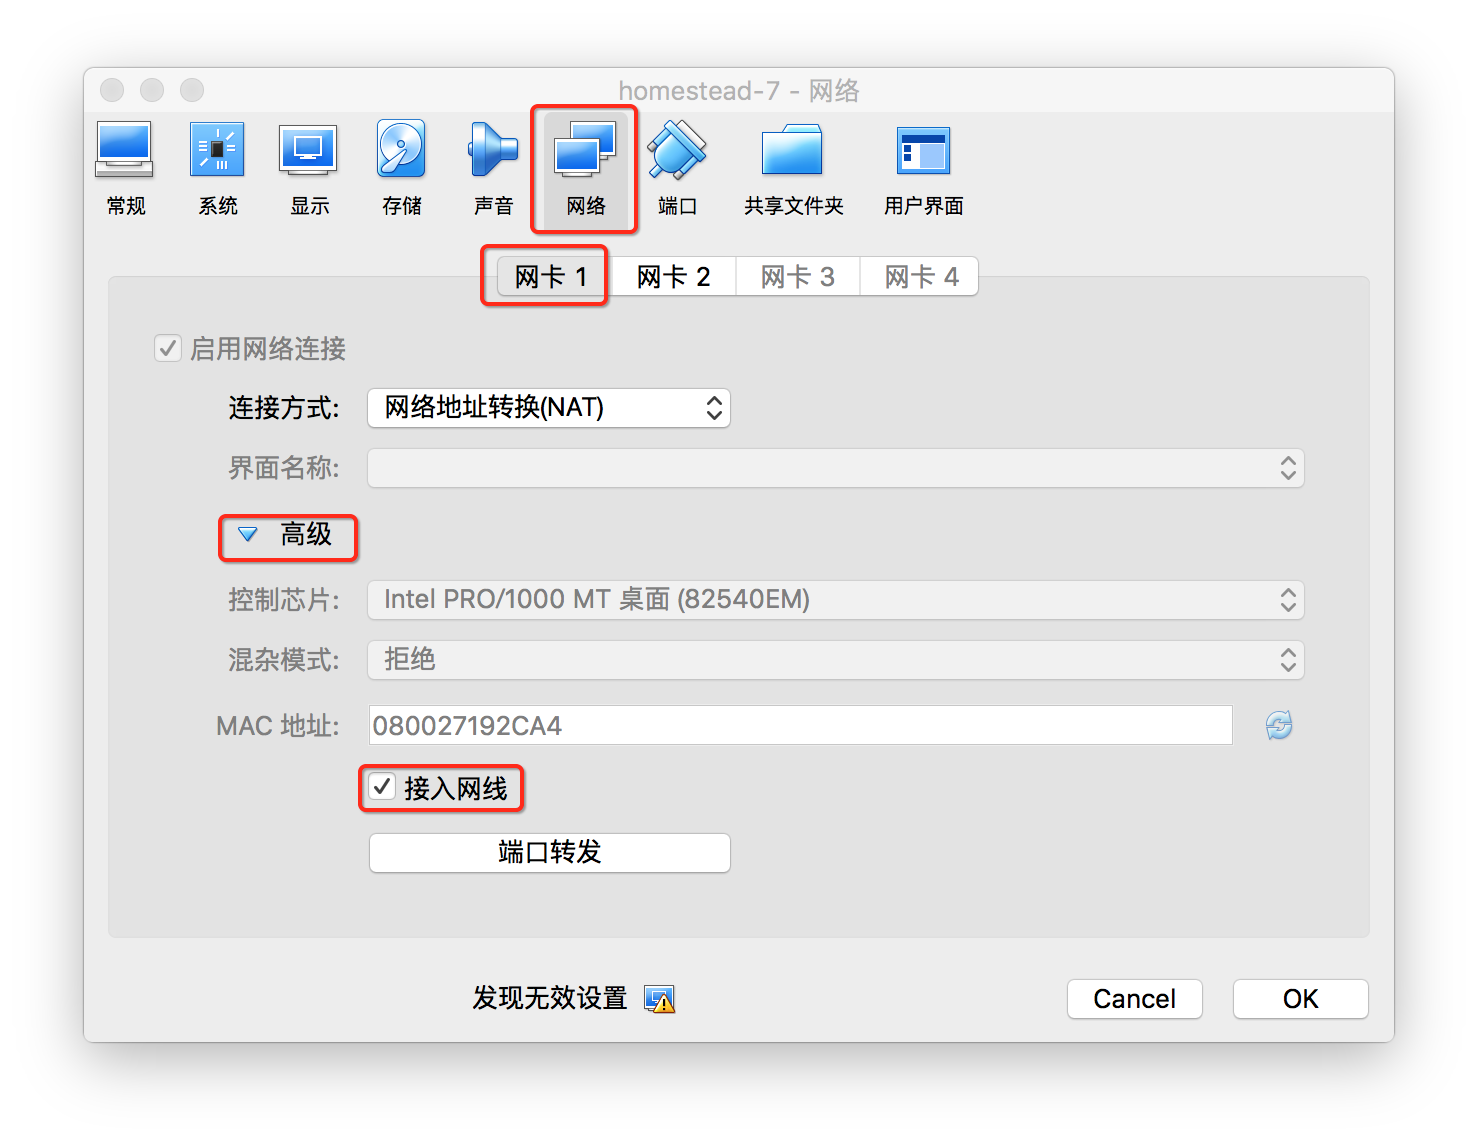 homestead-7 - 网络
常规 系统 显示 存储 声音 网络 端口 共享文件夹 用户界面
网卡 1 网卡 2 网卡 3 网卡 4
启用网络连接
连接方式: 网络地址转换(NAT)
界面名称:
高级
控制芯片: Intel PRO/1000 MT 桌面 (82540EM)
混杂模式: 拒绝
MAC 地址: 080027192CA4
接入网线
端口转发
发现无效设置 Cancel OK